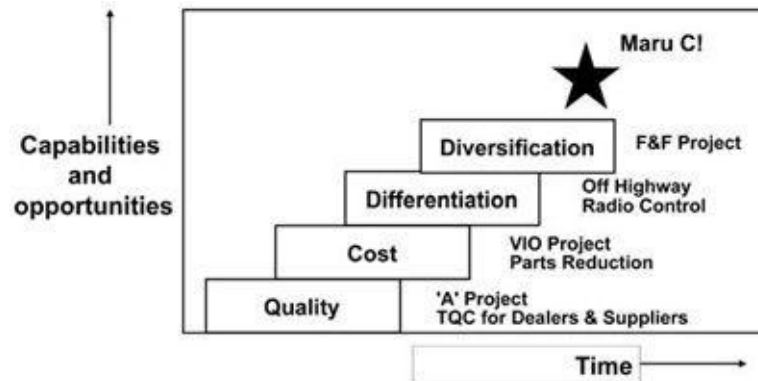 Maru C!
Capabilities
and
opportunities
Diversification
F&F Project
Differentiation
Off Highway
Radio Control
Cost
VIO Project
Parts Reduction
Quality
'A' Project
TQC for Dealers & Suppliers
Time